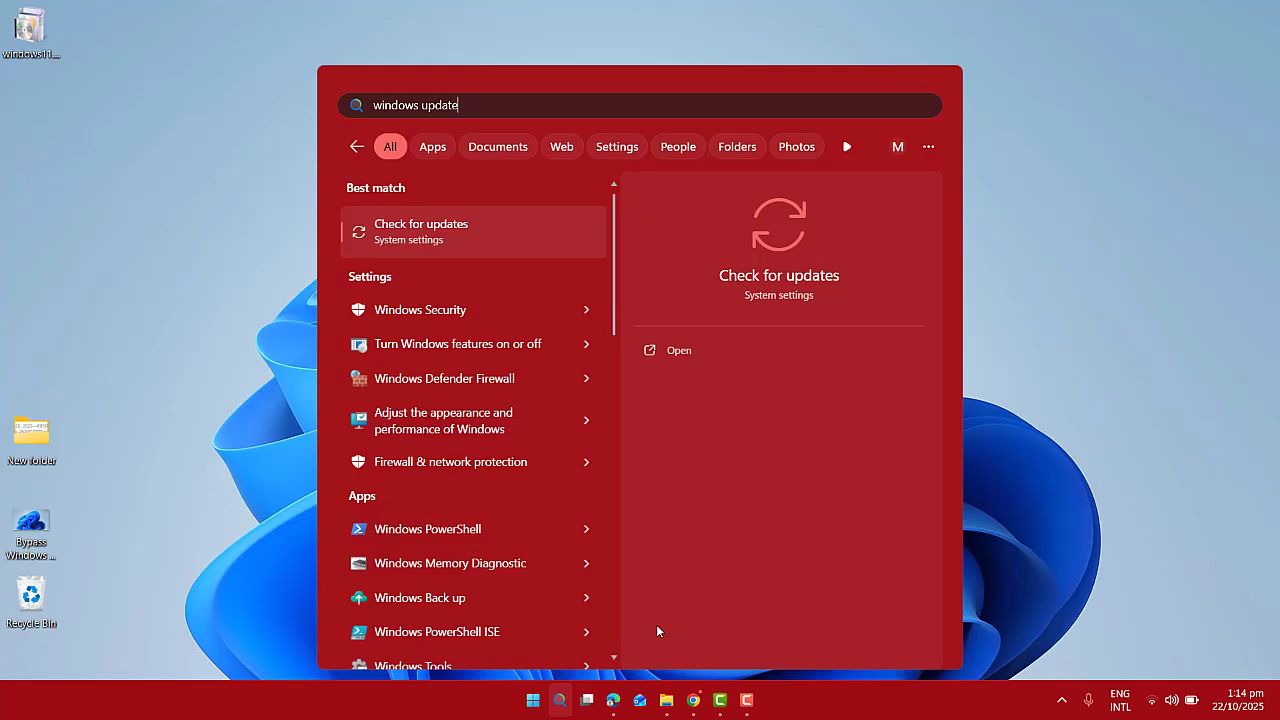 windows11...
New folder
Bypass
Windows ...
Recycle Bin
windows update
All
Apps
Documents
Web
Settings
People
Folders
Photos
M
Best match
Check for updates
System settings
Settings
Windows Security
Turn Windows features on or off
Windows Defender Firewall
Adjust the appearance and
performance of Windows
Firewall & network protection
Apps
Windows PowerShell
Windows Memory Diagnostic
Windows Back up
Windows PowerShell ISE
Windows Tools
Check for updates
System settings
Open
ENG
INTL
1:14 pm
22/10/2025